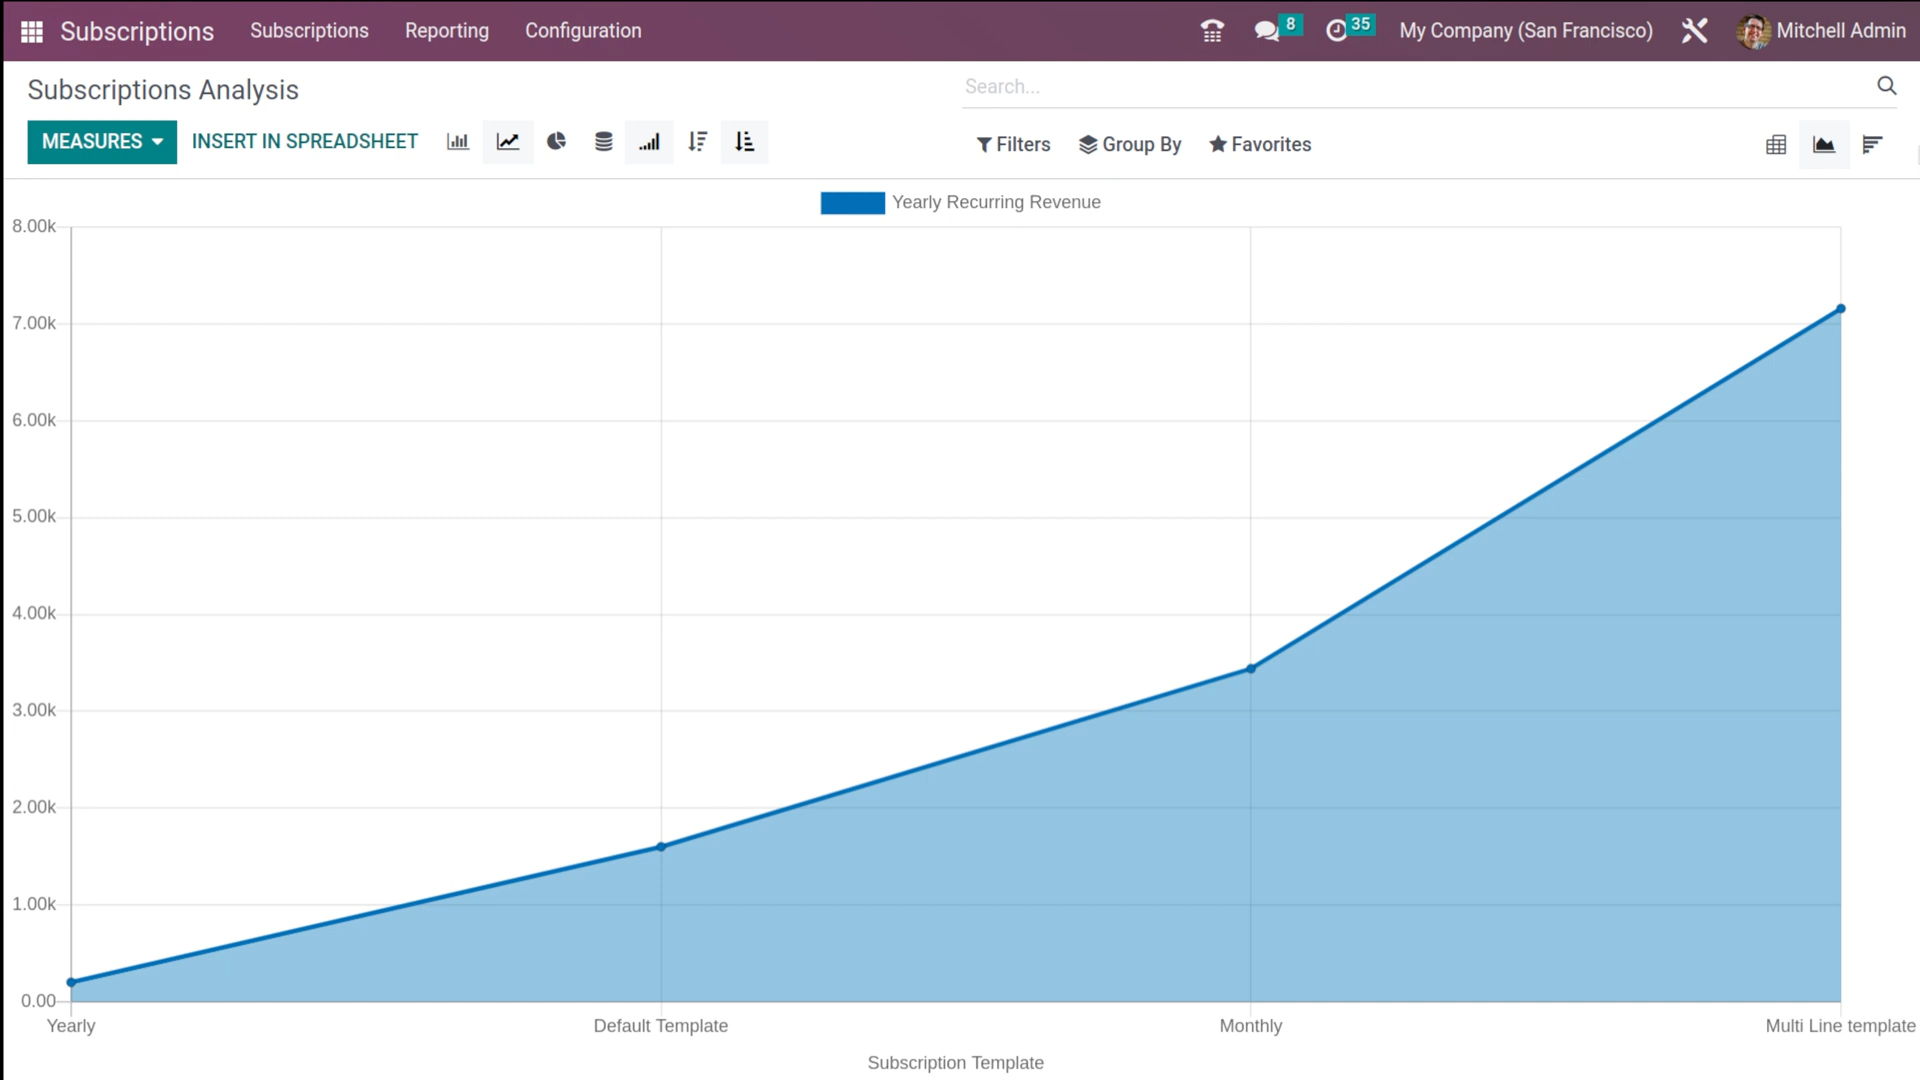 Subscriptions Subscriptions Reporting Configuration 8 35 My Company (San Francisco) Mitchell Admin
Subscriptions Analysis Search...
MEASURES INSERT IN SPREADSHEET Filters Group By Favorites
Yearly Recurring Revenue
8.00k
7.00k
6.00k
5.00k
4.00k
3.00k
2.00k
1.00k
0.00
Yearly Default Template Monthly Multi Line template
Subscription Template